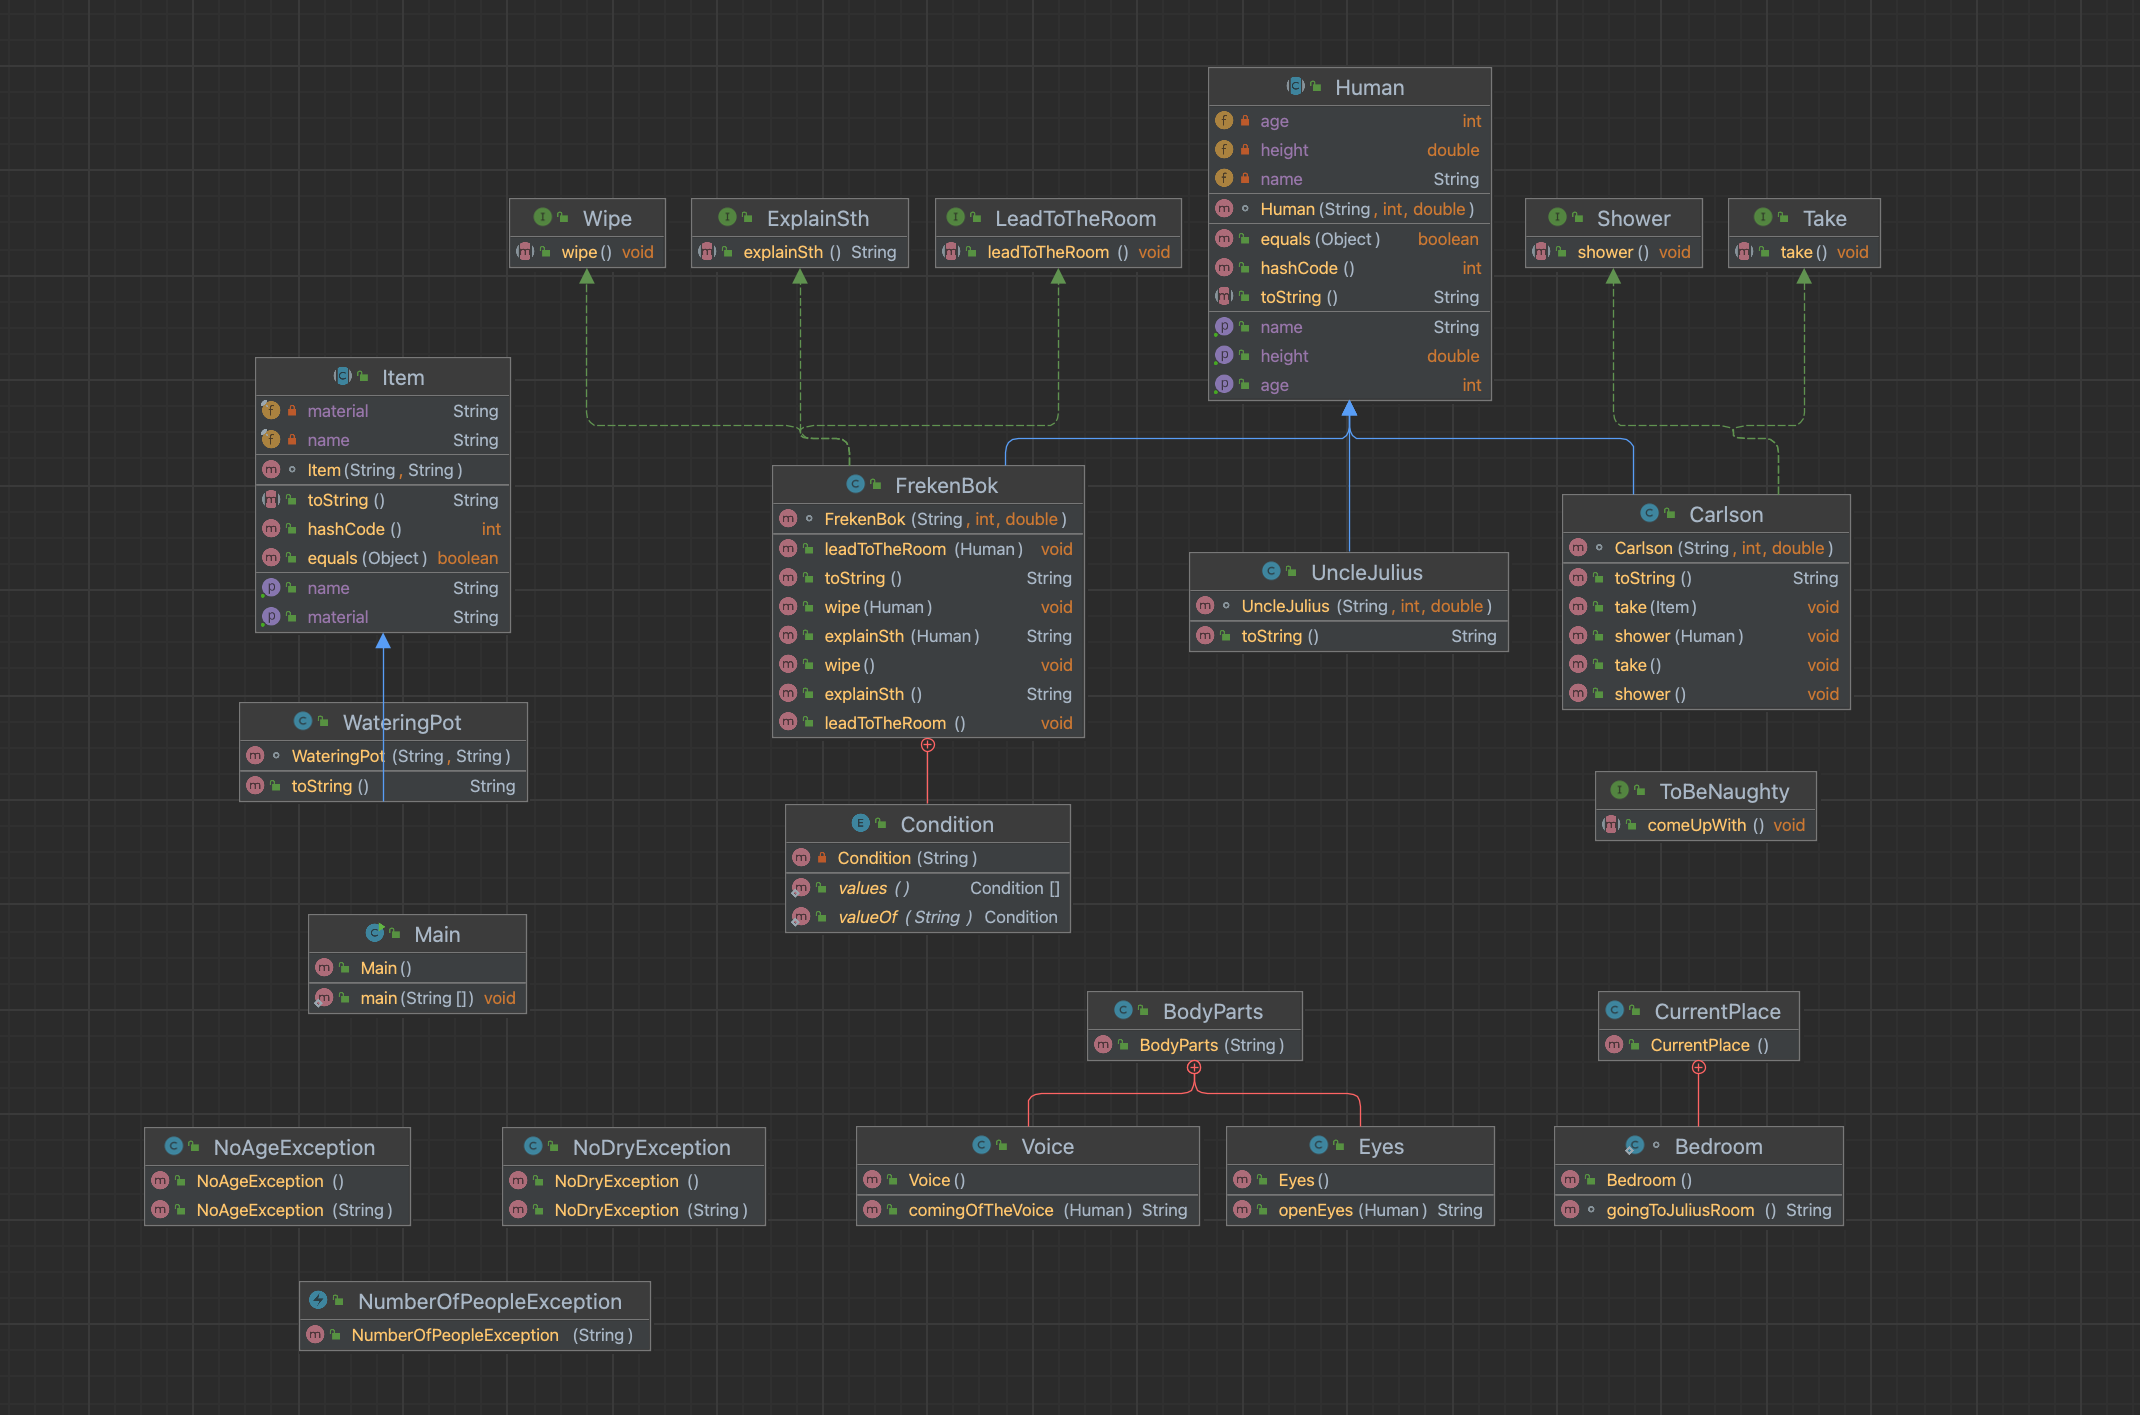 Human
age int
height double
name String
Human(String, int, double)
equals(Object) boolean
hashCode() int
toString() String
name String
height double
age int
Wipe
wipe() void
ExplainSth
explainSth() String
LeadToTheRoom
leadToTheRoom() void
Shower
shower() void
Take
take() void
Item
material String
name String
Item(String, String)
toString() String
hashCode() int
equals(Object) boolean
name String
material String
FrekenBok
FrekenBok(String, int, double)
leadToTheRoom(Human) void
toString() String
wipe(Human) void
explainSth(Human) String
wipe() void
explainSth() String
leadToTheRoom() void
UncleJulius
UncleJulius(String, int, double)
toString() String
Carlson
Carlson(String, int, double)
toString() String
take(Item) void
shower(Human) void
take() void
shower() void
WateringPot
WateringPot(String, String)
toString() String
Condition
Condition(String)
values() Condition[]
valueOf(String) Condition
ToBeNaughty
comeUpWith() void
Main
Main()
main(String[]) void
BodyParts
BodyParts(String)
CurrentPlace
CurrentPlace()
NoAgeException
NoAgeException()
NoAgeException(String)
NoDryException
NoDryException()
NoDryException(String)
Voice
Voice()
comingOfTheVoice(Human) String
Eyes
Eyes()
openEyes(Human) String
Bedroom
Bedroom()
goingToJuliusRoom() String
NumberOfPeopleException
NumberOfPeopleException(String)